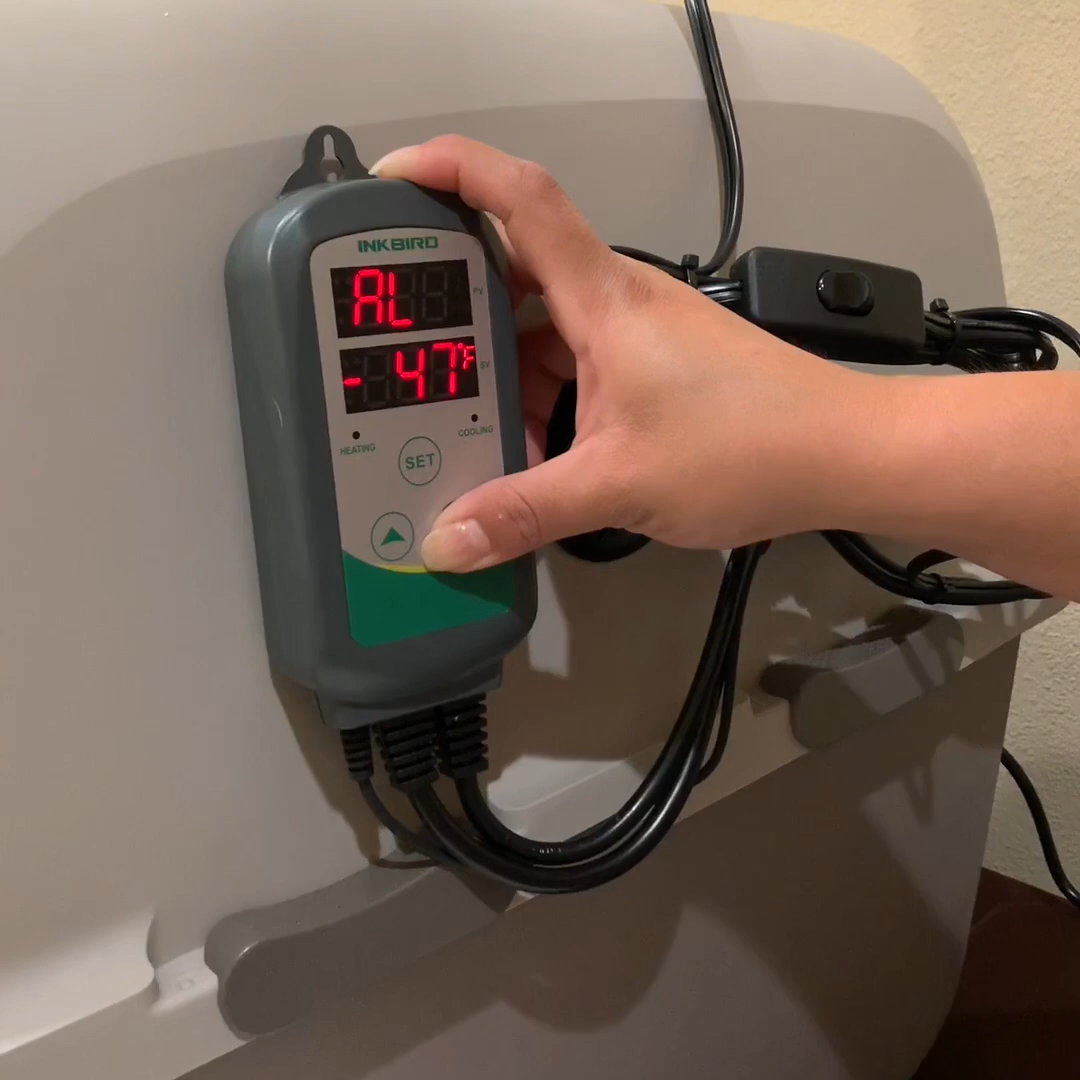 INKBIRD
AL
PV
-47°F
SV
HEATING
COOLING
SET